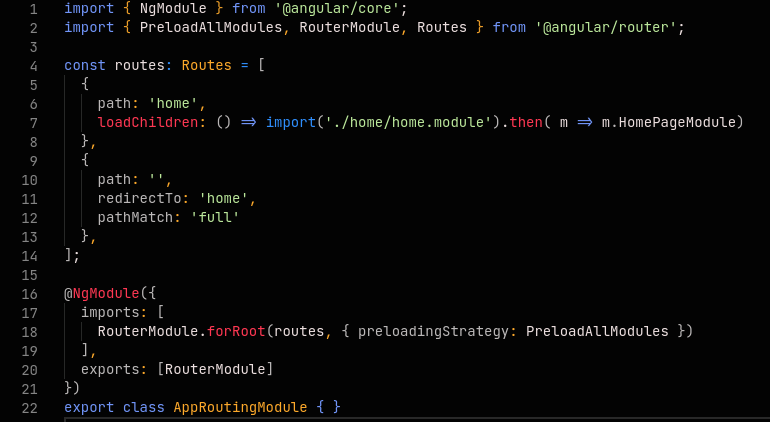 1 import { NgModule } from '@angular/core';
2 import { PreloadAllModules, RouterModule, Routes } from '@angular/router';
3
4 const routes: Routes = [
5   {
6     path: 'home',
7     loadChildren: () => import('./home/home.module').then( m => m.HomePageModule)
8   },
9   {
10     path: '',
11     redirectTo: 'home',
12     pathMatch: 'full'
13   },
14 ];
15
16 @NgModule({
17   imports: [
18     RouterModule.forRoot(routes, { preloadingStrategy: PreloadAllModules })
19   ],
20   exports: [RouterModule]
21 })
22 export class AppRoutingModule { }